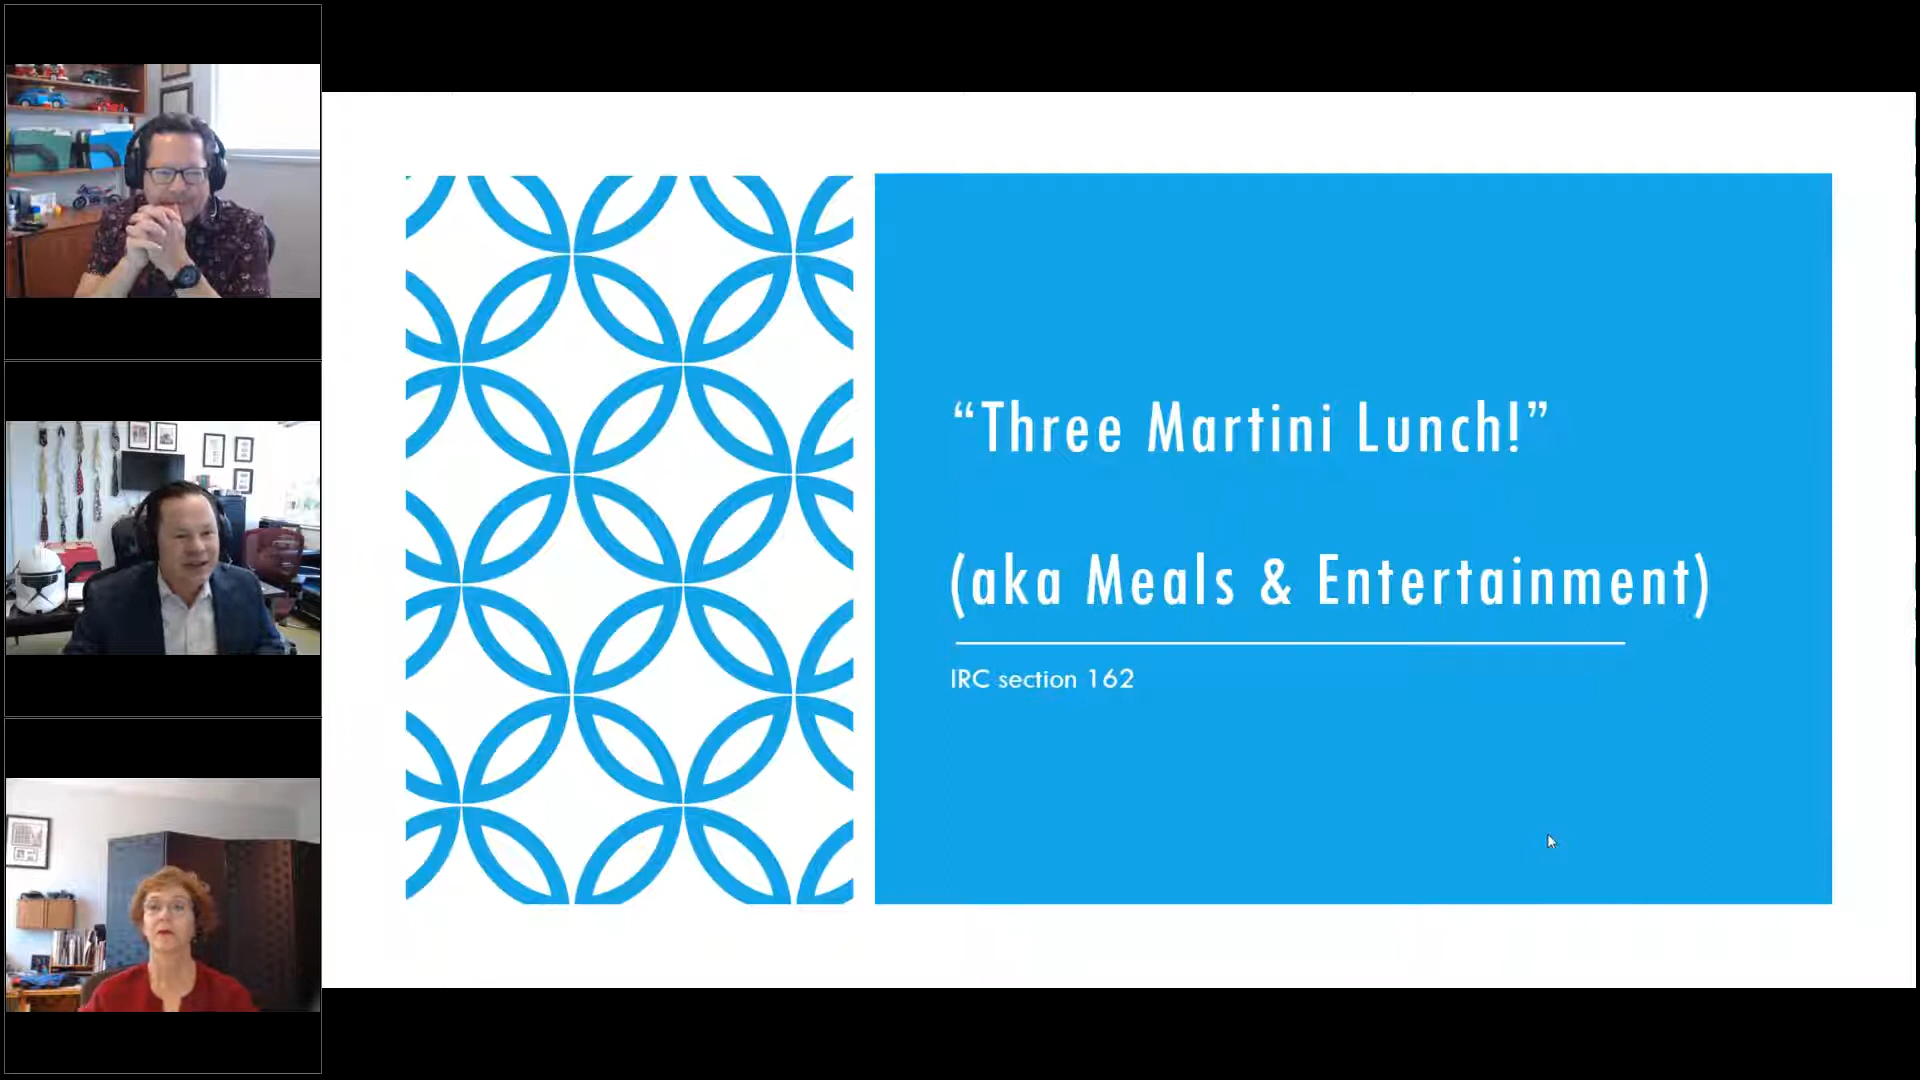 “Three Martini Lunch!”
(aka Meals & Entertainment)
IRC section 162